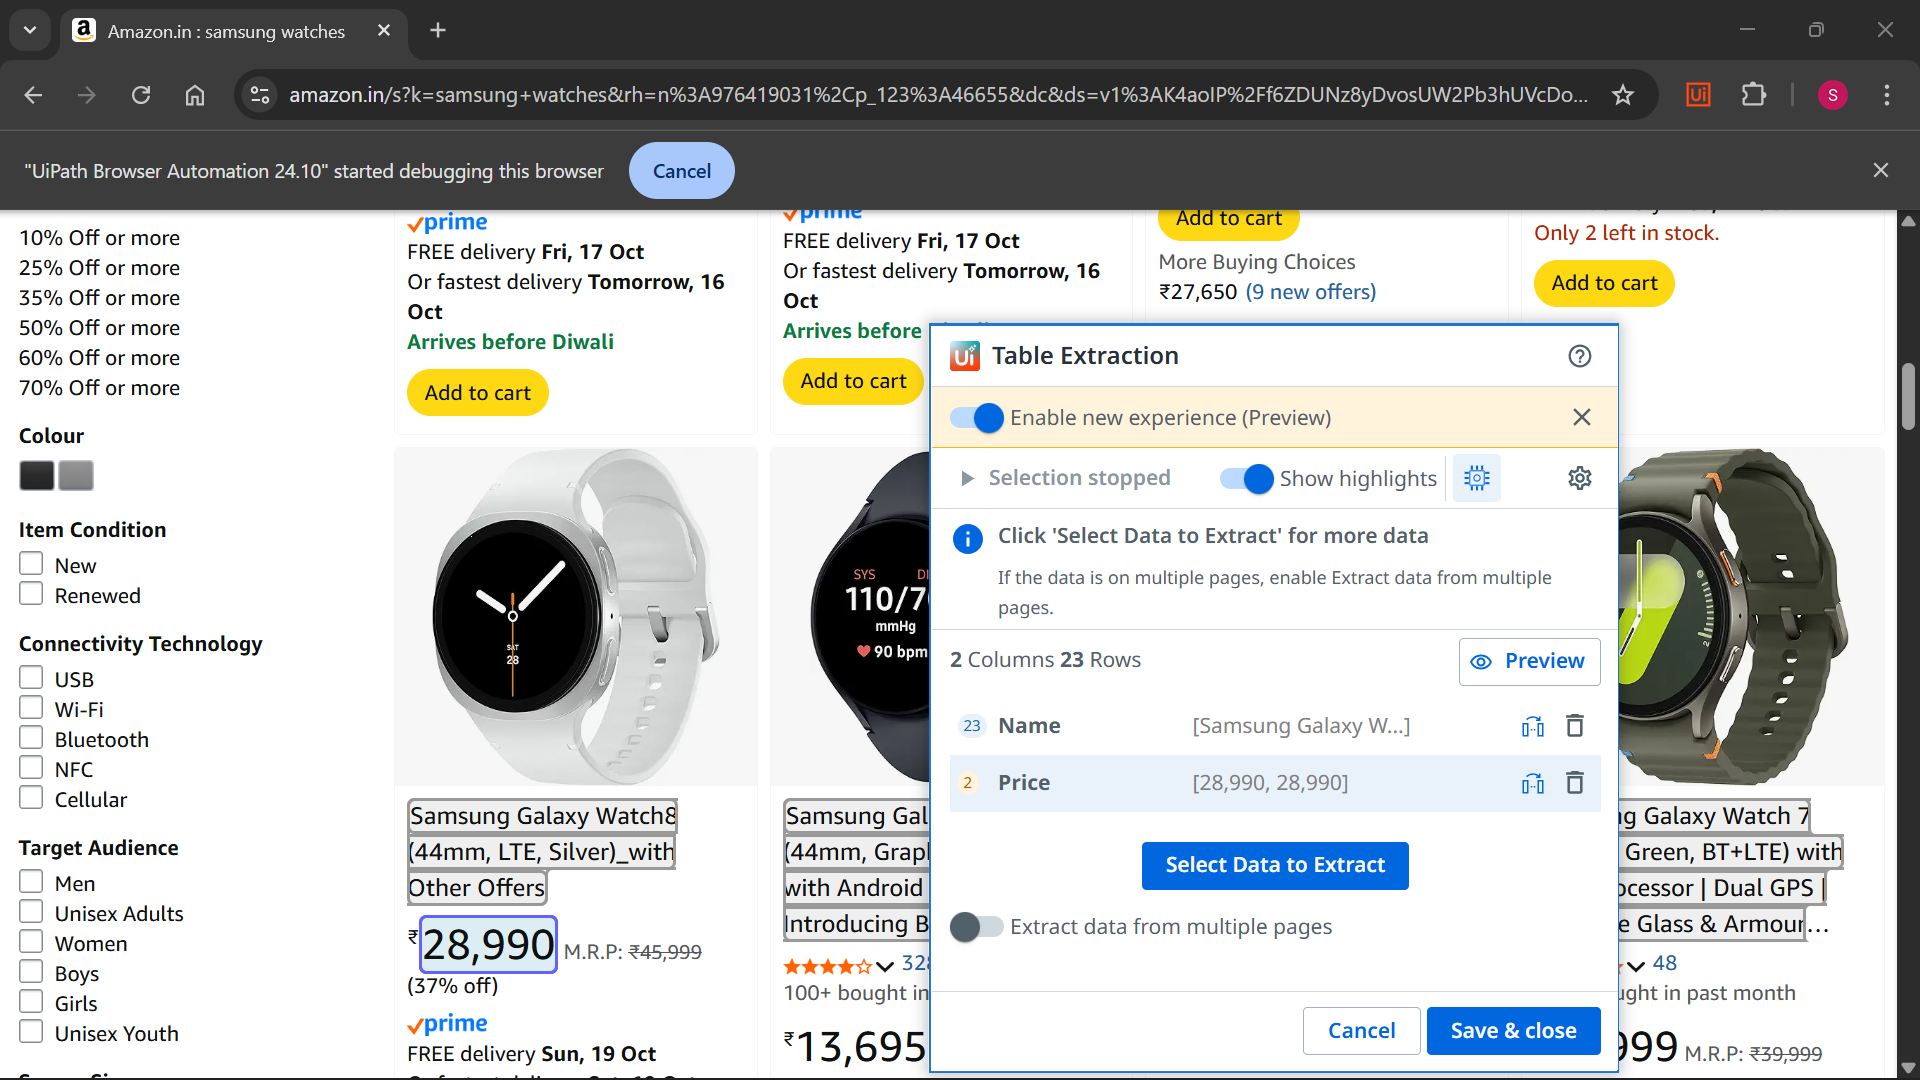 Amazon.in : samsung watches
amazon.in/s?k=samsung+watches&rh=n%3A976419031%2Cp_123%3A46655&dc&ds=v1%3AK4aoIP%2Ff6ZDUNz8yDvosUW2Pb3hUVcDo...
Ui
S
"UiPath Browser Automation 24.10" started debugging this browser
Cancel
10% Off or more
25% Off or more
35% Off or more
50% Off or more
60% Off or more
70% Off or more
Colour
Item Condition
New
Renewed
Connectivity Technology
USB
Wi-Fi
Bluetooth
NFC
Cellular
Target Audience
Men
Unisex Adults
Women
Boys
Girls
Unisex Youth
prime
FREE delivery Fri, 17 Oct
Or fastest delivery Tomorrow, 16
Oct
Arrives before Diwali
Add to cart
SAT
28
Samsung Galaxy Watch8
(44mm, LTE, Silver)_with
Other Offers
₹28,990 M.R.P: ₹45,999
(37% off)
prime
FREE delivery Sun, 19 Oct
prime
FREE delivery Fri, 17 Oct
Or fastest delivery Tomorrow, 16
Oct
Arrives before
Add to cart
SYS
110/7
mmHg
90 bpm
Samsung Gal
(44mm, Grap
with Android
Introducing B
100+ bought in
₹13,695
Add to cart
More Buying Choices
₹27,650 (9 new offers)
Only 2 left in stock.
Add to cart
Ui Table Extraction
Enable new experience (Preview)
Selection stopped
Show highlights
Click 'Select Data to Extract' for more data
If the data is on multiple pages, enable Extract data from multiple
pages.
2 Columns 23 Rows
Preview
23 Name [Samsung Galaxy W...]
2 Price [28,990, 28,990]
Select Data to Extract
Extract data from multiple pages
Cancel
Save & close
g Galaxy Watch 7
Green, BT+LTE) with
ocessor | Dual GPS |
e Glass & Armour…
48
ught in past month
999 M.R.P: ₹39,999